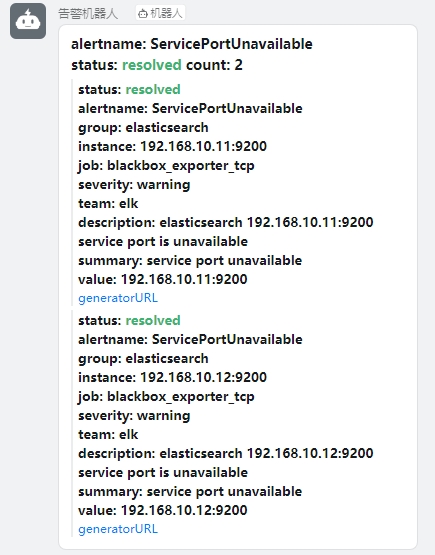 告警机器人 机器人
alertname: ServicePortUnavailable
status: resolved count: 2
status: resolved
alertname: ServicePortUnavailable
group: elasticsearch
instance: 192.168.10.11:9200
job: blackbox_exporter_tcp
severity: warning
team: elk
description: elasticsearch 192.168.10.11:9200
service port is unavailable
summary: service port unavailable
value: 192.168.10.11:9200
generatorURL
status: resolved
alertname: ServicePortUnavailable
group: elasticsearch
instance: 192.168.10.12:9200
job: blackbox_exporter_tcp
severity: warning
team: elk
description: elasticsearch 192.168.10.12:9200
service port is unavailable
summary: service port unavailable
value: 192.168.10.12:9200
generatorURL